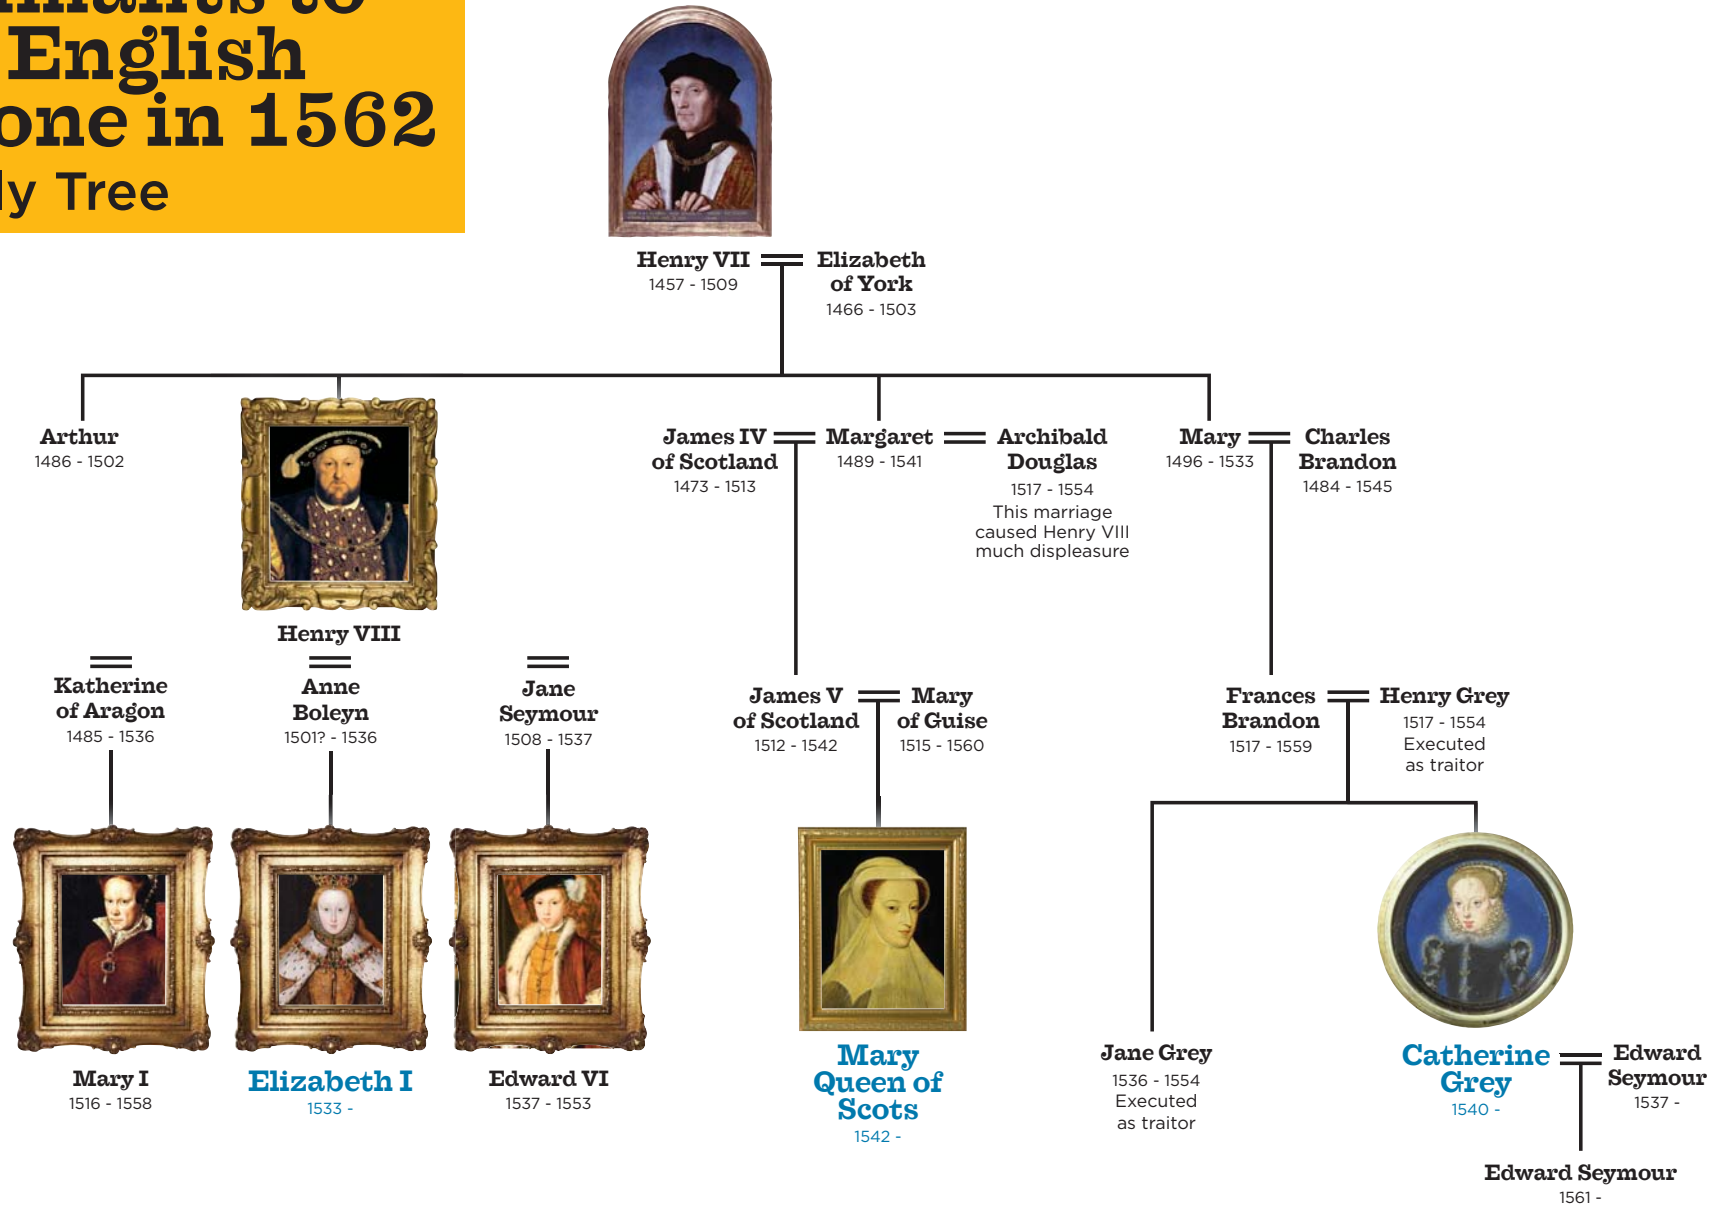 English
one in 1562
Tree
Henry VII
1457 - 1509
Elizabeth
of York
1466 - 1503
Arthur
1486 - 1502
Henry VIII
James IV
of Scotland
1473 - 1513
Margaret
1489 - 1541
Archibald
Douglas
1517 - 1554
This marriage
caused Henry VIII
much displeasure
Mary
1496 - 1533
Charles
Brandon
1484 - 1545
Katherine
of Aragon
1485 - 1536
Anne
Boleyn
1501? - 1536
Jane
Seymour
1508 - 1537
James V
of Scotland
1512 - 1542
Mary
of Guise
1515 - 1560
Frances
Brandon
1517 - 1559
Henry Grey
1517 - 1554
Executed
as traitor
Mary I
1516 - 1558
Elizabeth I
1533 -
Edward VI
1537 - 1553
Mary
Queen of
Scots
1542 -
Jane Grey
1536 - 1554
Executed
as traitor
Catherine
Grey
1540 -
Edward
Seymour
1537 -
Edward Seymour
1561 -